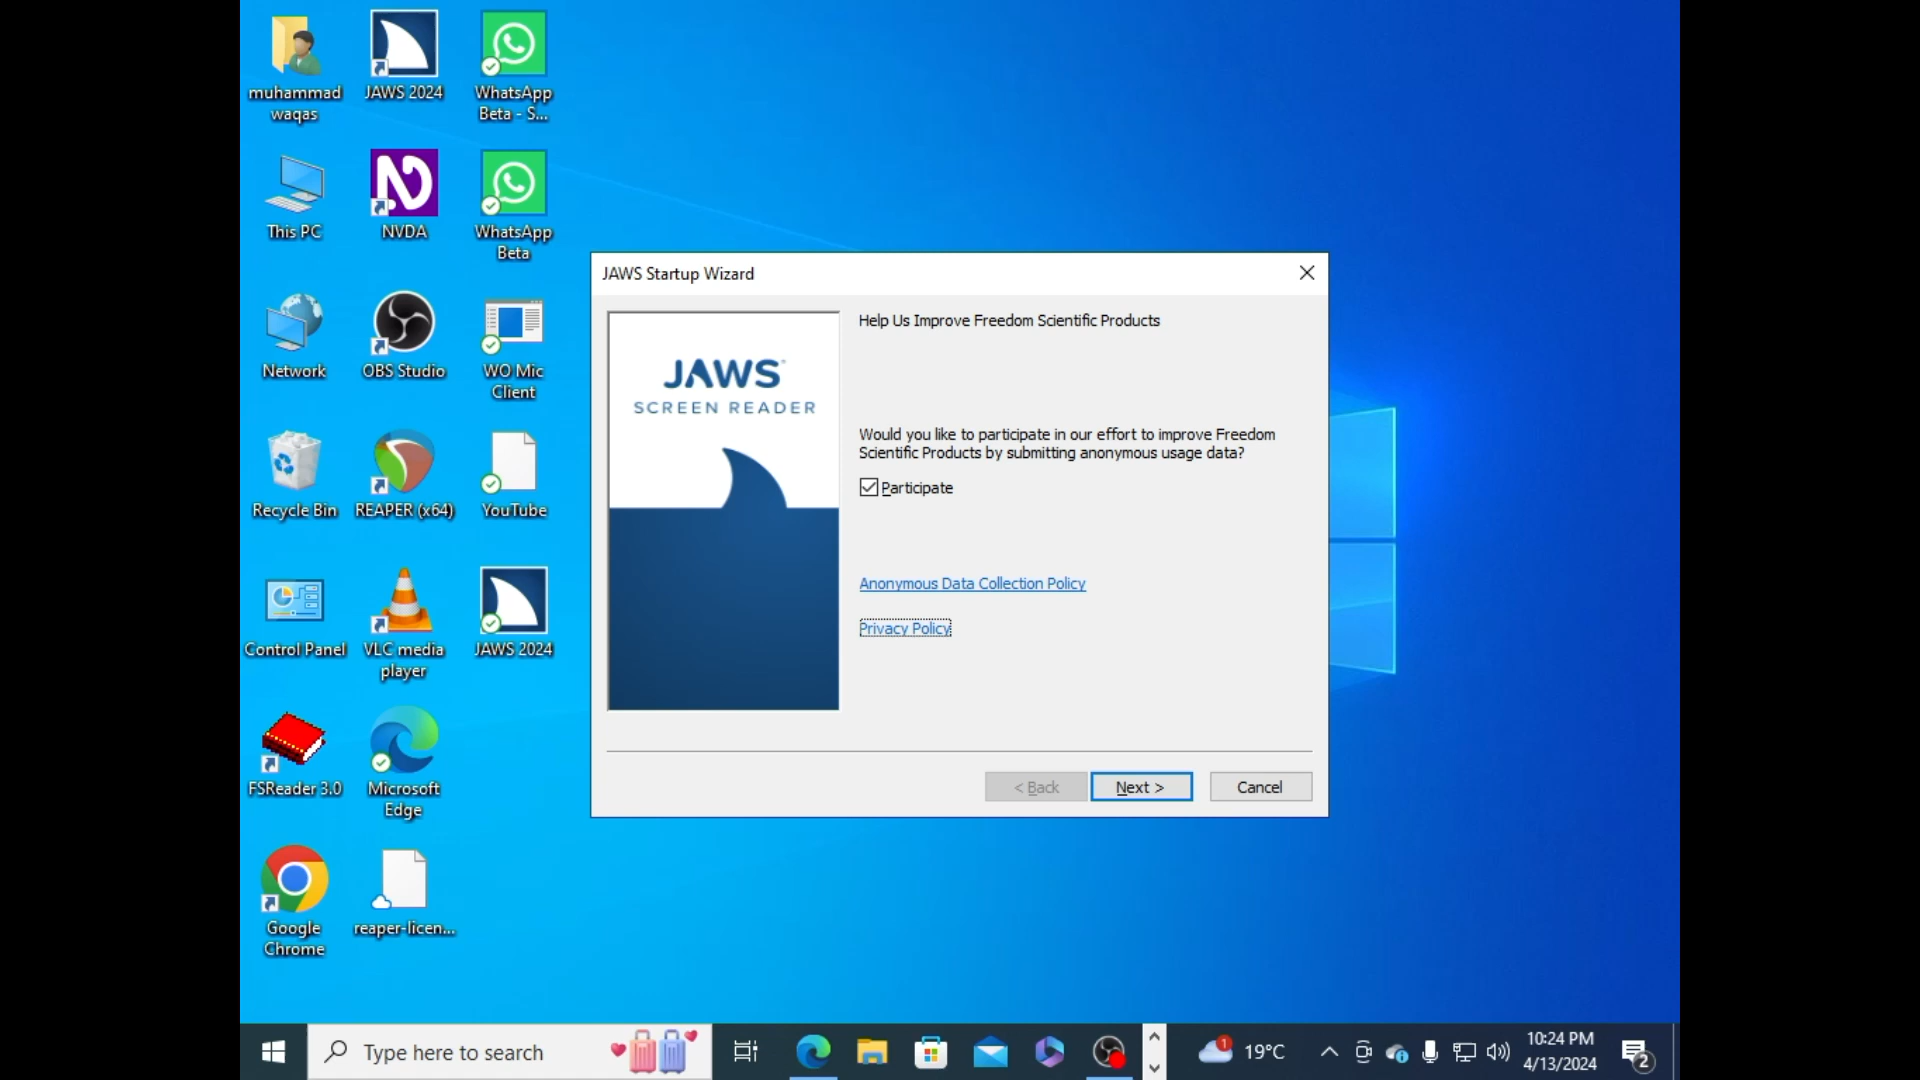 muhammad
waqas
JAWS 2024
WhatsApp
Beta - S...
This PC
NVDA
WhatsApp
Beta
Network
OBS Studio
WO Mic
Client
Recycle Bin
REAPER (x64)
YouTube
Control Panel
VLC media
player
JAWS 2024
FSReader 3.0
Microsoft
Edge
Google
Chrome
reaper-licen...
JAWS Startup Wizard
JAWS
SCREEN READER
Help Us Improve Freedom Scientific Products
Would you like to participate in our effort to improve Freedom
Scientific Products by submitting anonymous usage data?
Participate
Anonymous Data Collection Policy
Privacy Policy
< Back
Next >
Cancel
Type here to search
1
19°C
10:24 PM
4/13/2024
2